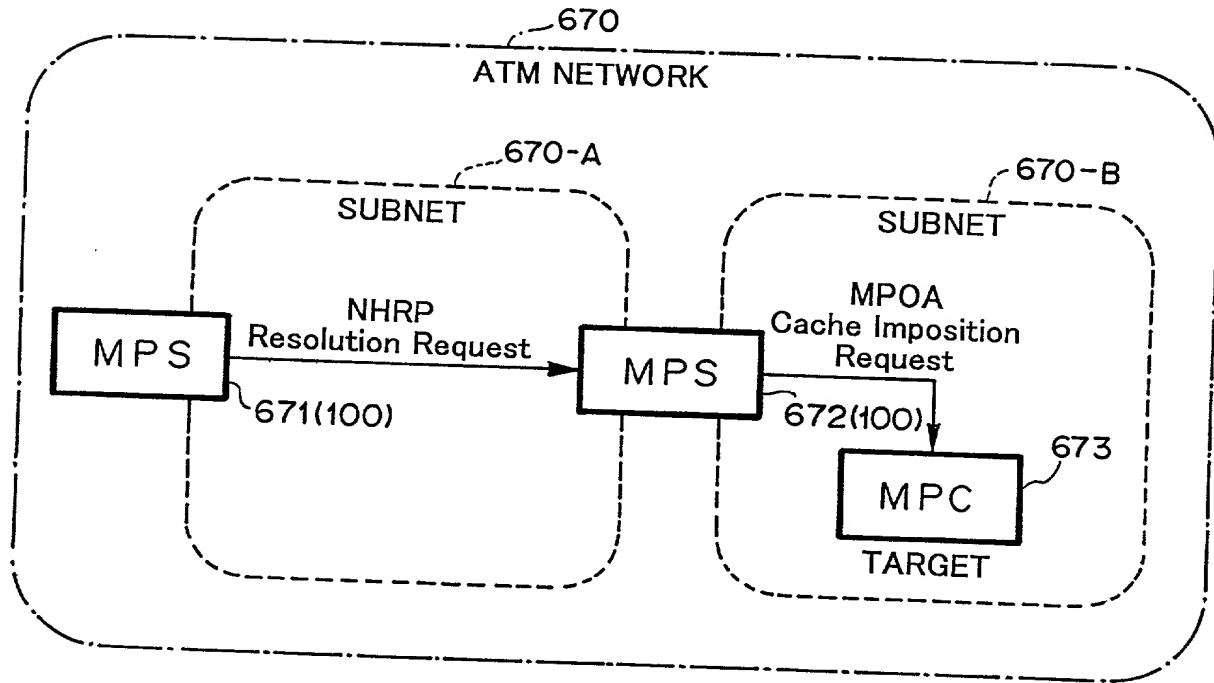 670
ATM NETWORK
670-A
SUBNET
670-B
SUBNET
MPS
671(100)
NHRP
Resolution Request
MPS
672(100)
MPOA
Cache Imposition
Request
673
MPC
TARGET